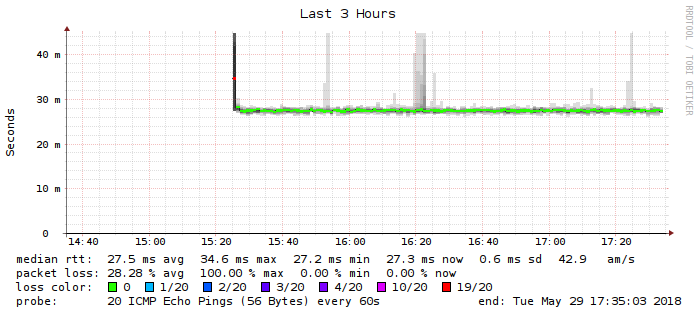 Last 3 Hours
RRDTOOL / TOBI OETIKER
Seconds
40 m
30 m
20 m
10 m
0
14:40 15:00 15:20 15:40 16:00 16:20 16:40 17:00 17:20
median rtt: 27.5 ms avg 34.6 ms max 27.2 ms min 27.3 ms now 0.6 ms sd 42.9 am/s
packet loss: 28.28 % avg 100.00 % max 0.00 % min 0.00 % now
loss color: 0 1/20 2/20 3/20 4/20 10/20 19/20
probe: 20 ICMP Echo Pings (56 Bytes) every 60s end: Tue May 29 17:35:03 2018